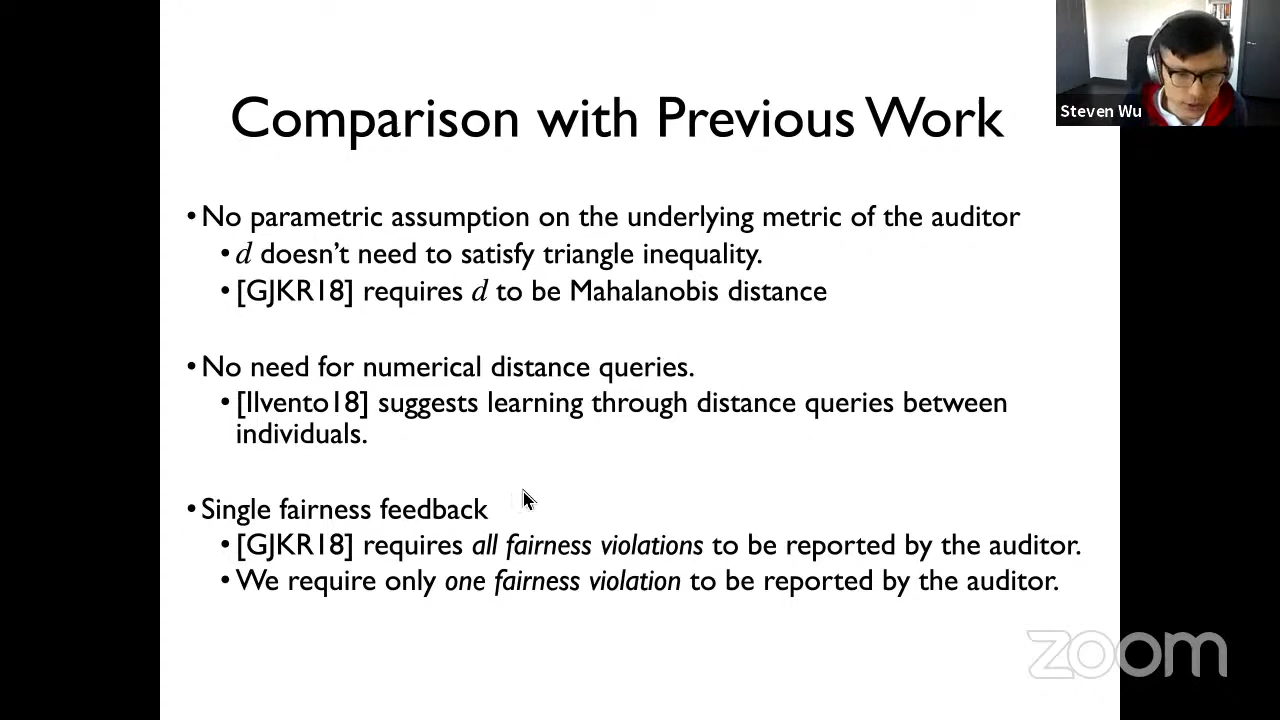 Comparison with Previous Work
Steven Wu
• No parametric assumption on the underlying metric of the auditor
• d doesn’t need to satisfy triangle inequality.
• [GJKR18] requires d to be Mahalanobis distance
• No need for numerical distance queries.
• [Ilvento18] suggests learning through distance queries between
individuals.
• Single fairness feedback
• [GJKR18] requires all fairness violations to be reported by the auditor.
• We require only one fairness violation to be reported by the auditor.
zoom